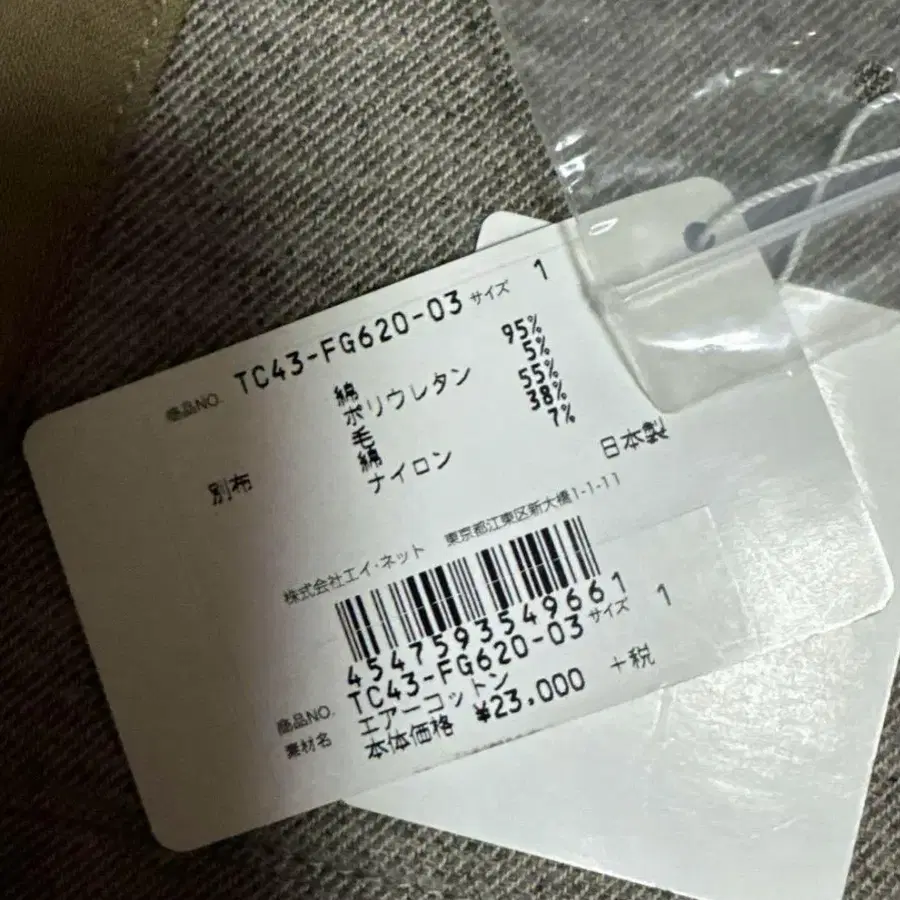 商品NO. TC43-FG620-03 サイズ 1
綿 95%
ポリウレタン 5%
毛 55%
綿 38%
別布 ナイロン 7%
日本製
株式会社エイ・ネット 東京都江東区新大橋1-1-11
4547593549661
商品NO. TC43-FG620-03 サイズ 1
素材名 エアーコットン
本体価格 ¥23,000 +税